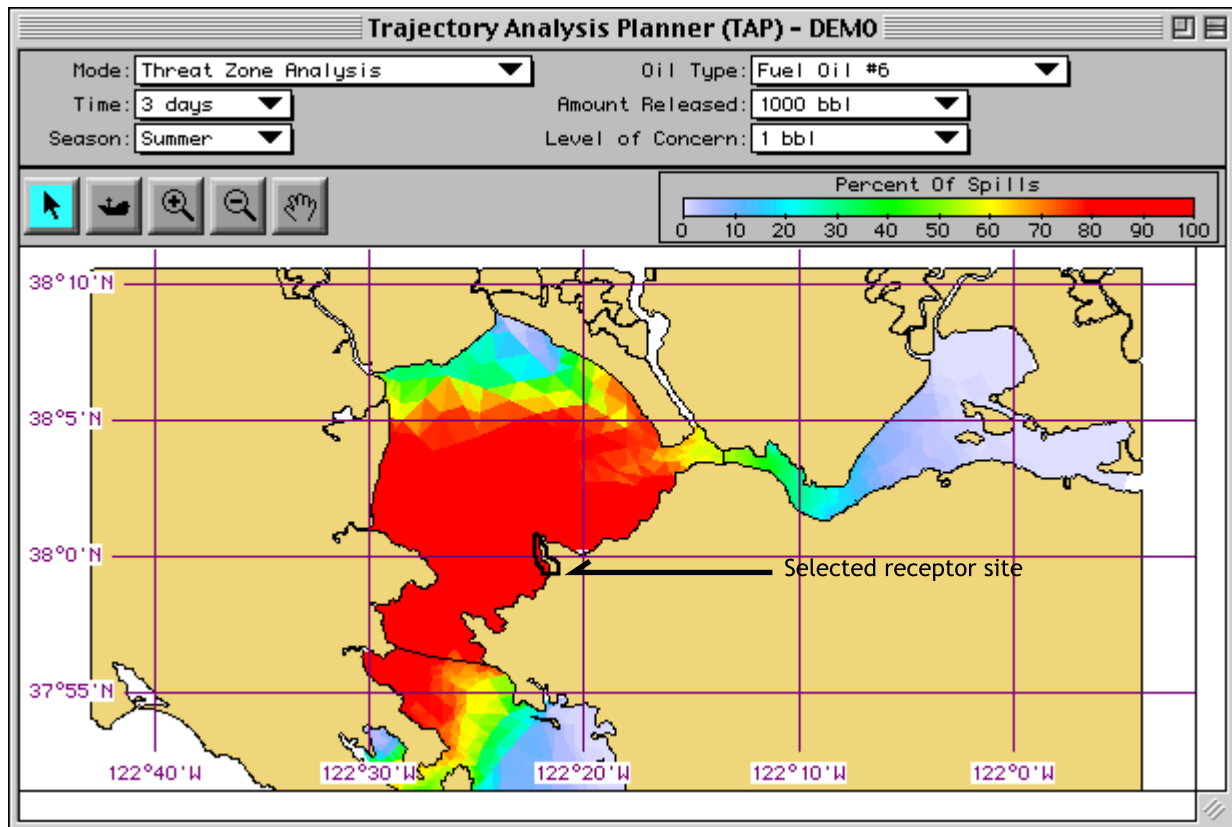 Trajectory Analysis Planner (TAP) - DEMO
Mode: Threat Zone Analysis
Oil Type: Fuel Oil #6
Time: 3 days
Amount Released: 1000 bbl
Season: Summer
Level of Concern: 1 bbl
Percent Of Spills
0 10 20 30 40 50 60 70 80 90 100
38°10'N
38°5'N
38°0'N
Selected receptor site
37°55'N
122°40'W 122°30'W 122°20'W 122°10'W 122°0'W